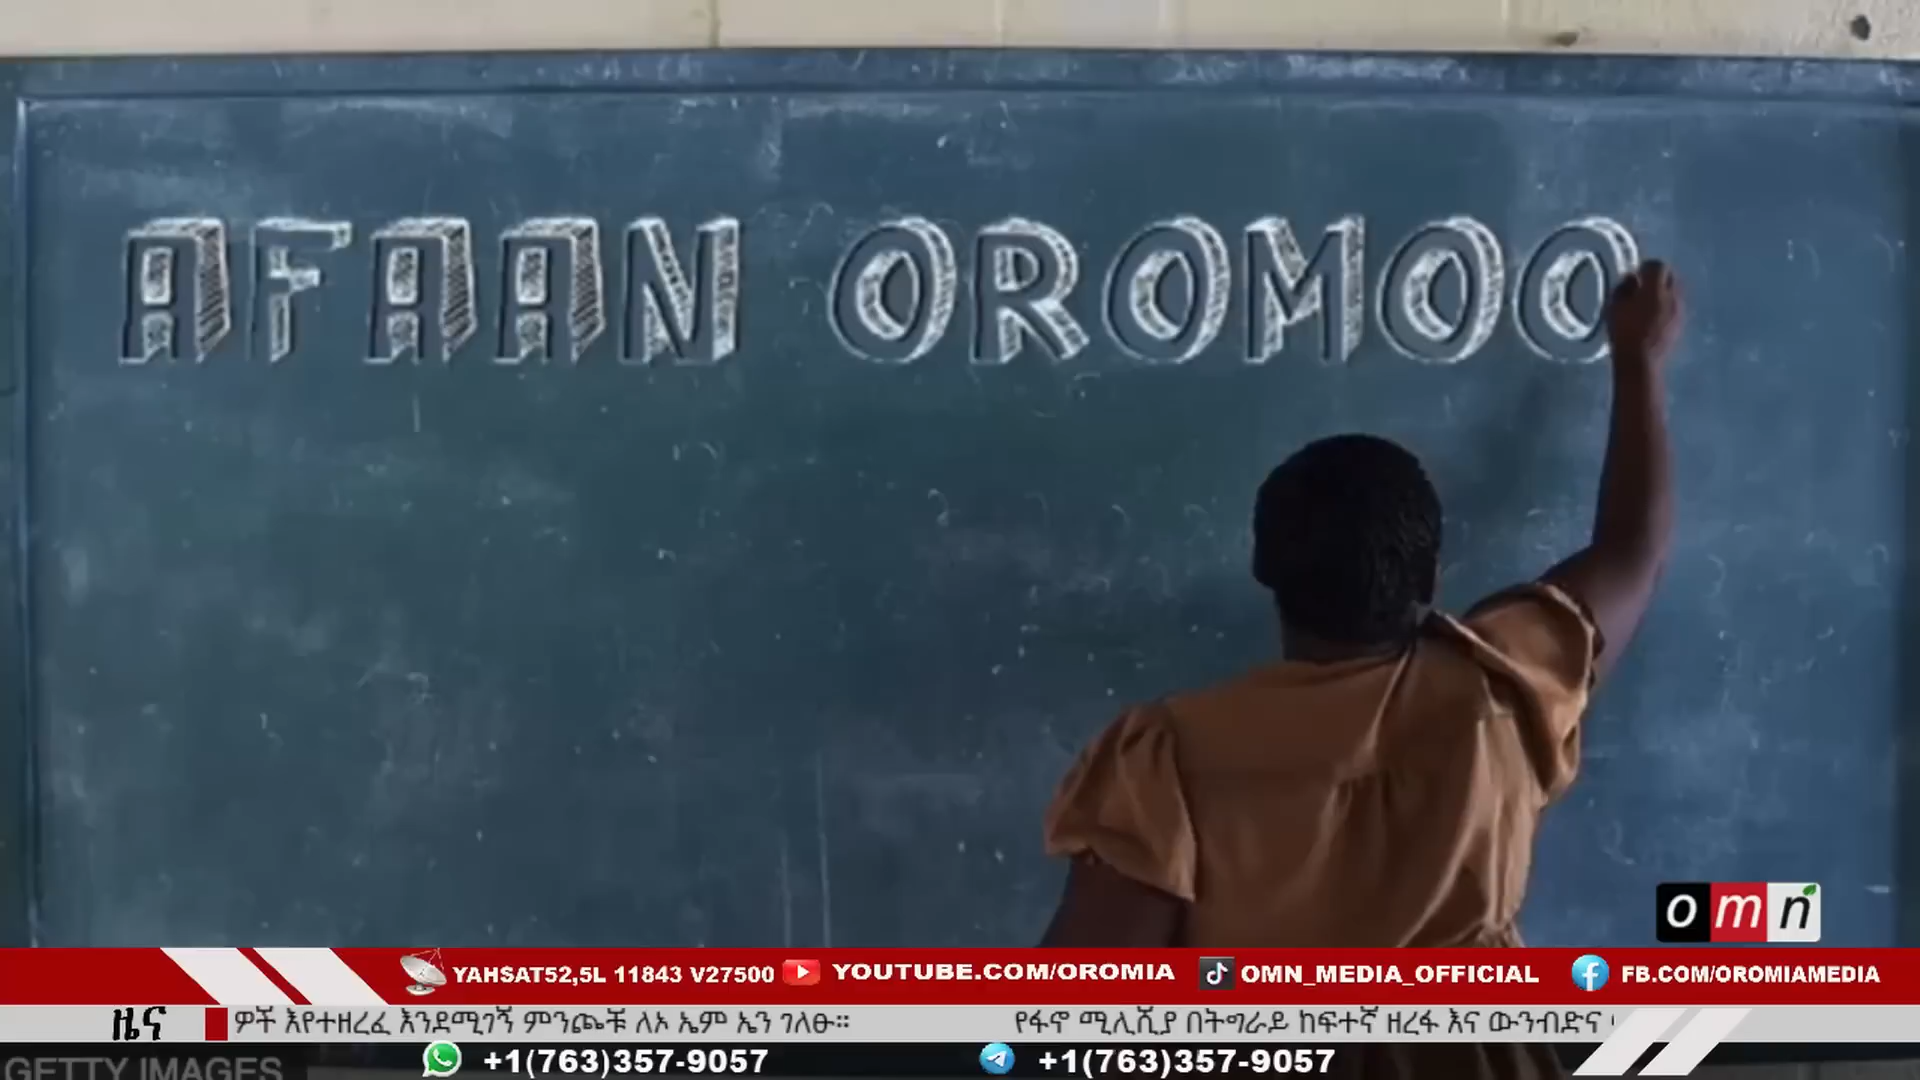 AFAAN OROMOO
omn
YAHSAT52,5L 11843 V27500 YOUTUBE.COM/OROMIA OMN_MEDIA_OFFICIAL FB.COM/OROMIAMEDIA
ዜና ዎች እየተዘረፈ እንደሚገኝ ምንጮቹ ለኦ ኤም ኤን ገለፁ። የፋኖ ሚሊሺያ በትግራይ ከፍተኛ ዘረፋ እና ውንብድና
GETTY IMAGES +1(763)357-9057 +1(763)357-9057